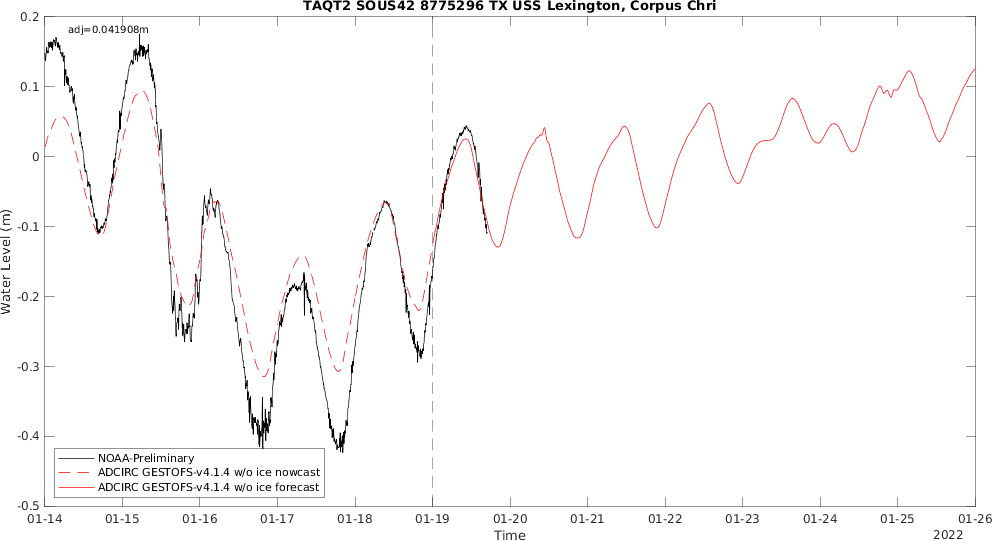 TAQT2 SOUS42 8775296 TX USS Lexington, Corpus Chri
adj=0.041908m
0.2
0.1
0
-0.1
-0.2
-0.3
-0.4
-0.5
Water Level (m)
NOAA-Preliminary
ADCIRC GESTOFS-v4.1.4 w/o ice nowcast
ADCIRC GESTOFS-v4.1.4 w/o ice forecast
01-14 01-15 01-16 01-17 01-18 01-19 01-20 01-21 01-22 01-23 01-24 01-25 01-26
Time
2022